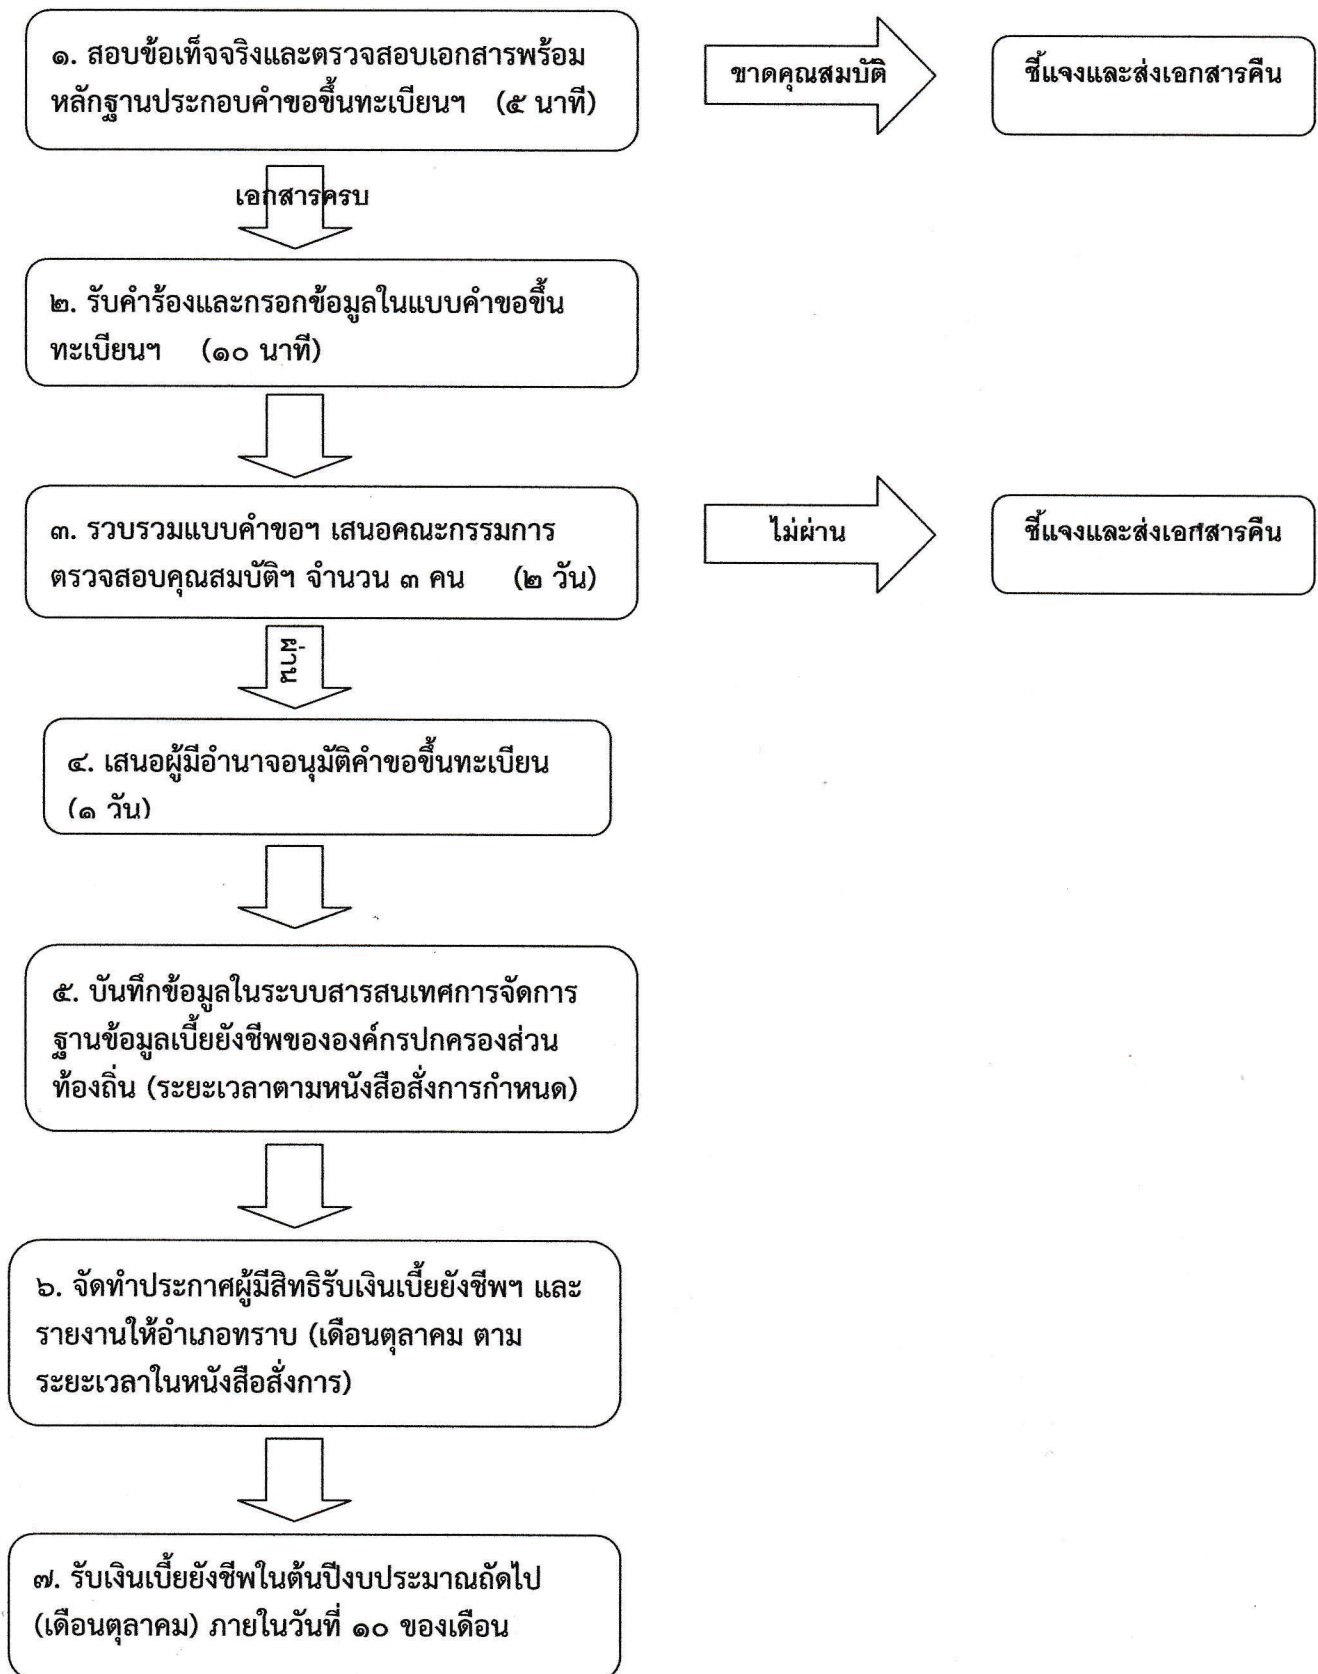 ๑. สอบข้อเท็จจริงและตรวจสอบเอกสารพร้อม
หลักฐานประกอบคำขอขึ้นทะเบียนฯ (๕ นาที)
ขาดคุณสมบัติ
ชี้แจงและส่งเอกสารคืน
เอกสารครบ
๒. รับคำร้องและกรอกข้อมูลในแบบคำขอขึ้น
ทะเบียนฯ (๑๐ นาที)
๓. รวบรวมแบบคำขอฯ เสนอคณะกรรมการ
ตรวจสอบคุณสมบัติฯ จำนวน ๓ คน (๒ วัน)
ไม่ผ่าน
ชี้แจงและส่งเอกสารคืน
ผ่าน
๔. เสนอผู้มีอำนาจอนุมัติคำขอขึ้นทะเบียน
(๑ วัน)
๕. บันทึกข้อมูลในระบบสารสนเทศการจัดการ
ฐานข้อมูลเบี้ยยังชีพขององค์กรปกครองส่วน
ท้องถิ่น (ระยะเวลาตามหนังสือสั่งการกำหนด)
๖. จัดทำประกาศผู้มีสิทธิรับเงินเบี้ยยังชีพฯ และ
รายงานให้อำเภอทราบ (เดือนตุลาคม ตาม
ระยะเวลาในหนังสือสั่งการ)
๗. รับเงินเบี้ยยังชีพในต้นปีงบประมาณถัดไป
(เดือนตุลาคม) ภายในวันที่ ๑๐ ของเดือน